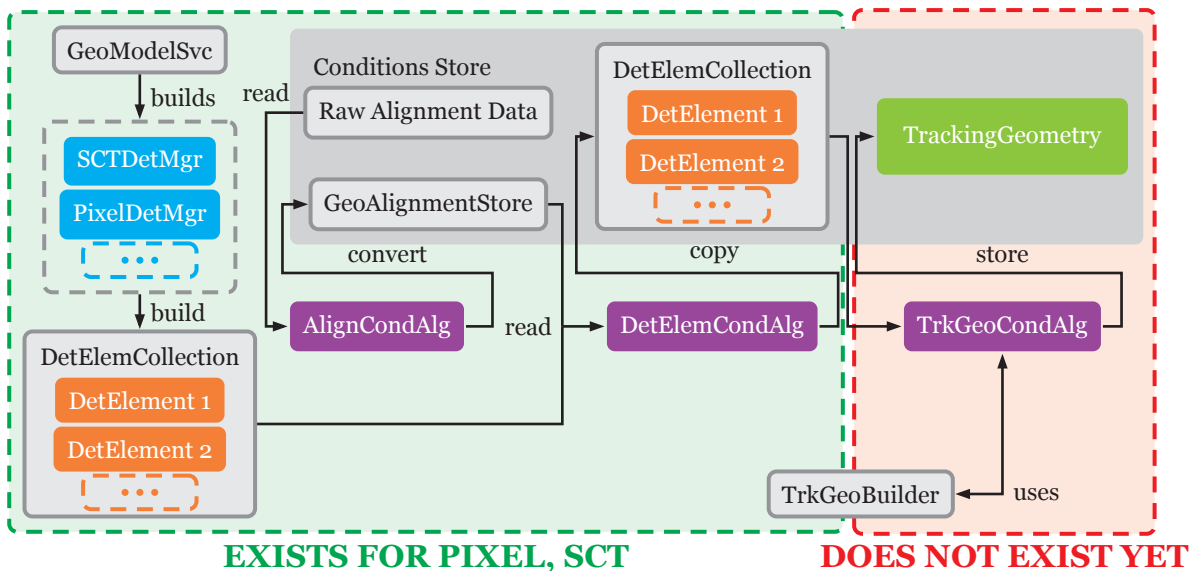 GeoModelSvc
builds
SCTDetMgr
PixelDetMgr
build
DetElemCollection
DetElement 1
DetElement 2
Conditions Store
read
Raw Alignment Data
GeoAlignmentStore
convert
AlignCondAlg
read
DetElemCollection
DetElement 1
DetElement 2
copy
DetElemCondAlg
TrackingGeometry
store
TrkGeoCondAlg
TrkGeoBuilder
uses
EXISTS FOR PIXEL, SCT
DOES NOT EXIST YET